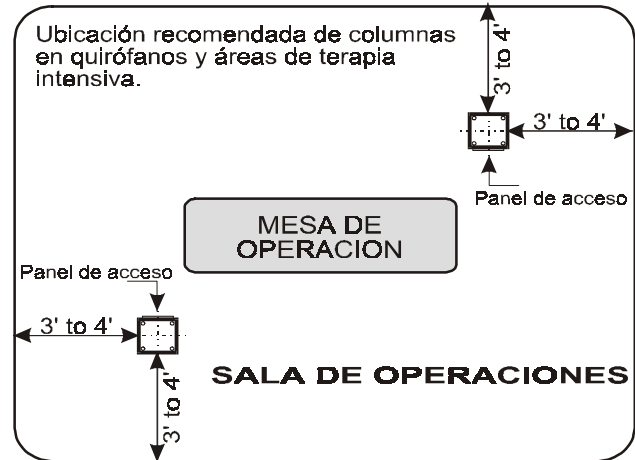 Ubicación recomendada de columnas
en quirófanos y áreas de terapia
intensiva.
3' to 4'
3' to 4'
Panel de acceso
MESA DE
OPERACION
Panel de acceso
3' to 4'
3' to 4'
SALA DE OPERACIONES